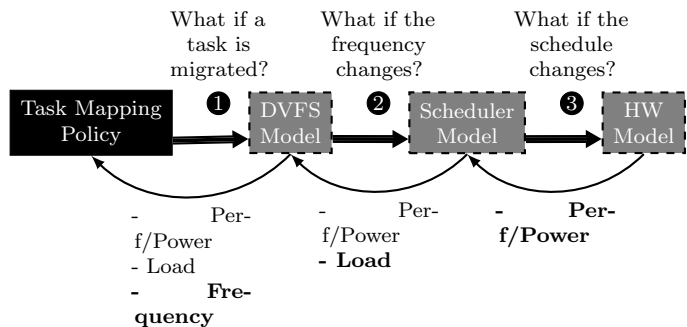 What if a
task is
migrated?
What if the
frequency
changes?
What if the
schedule
changes?
1
2
3
Task Mapping
Policy
DVFS
Model
Scheduler
Model
HW
Model
- Per-
f/Power
- Load
- Fre-
quency
- Per-
f/Power
- Load
- Per-
f/Power